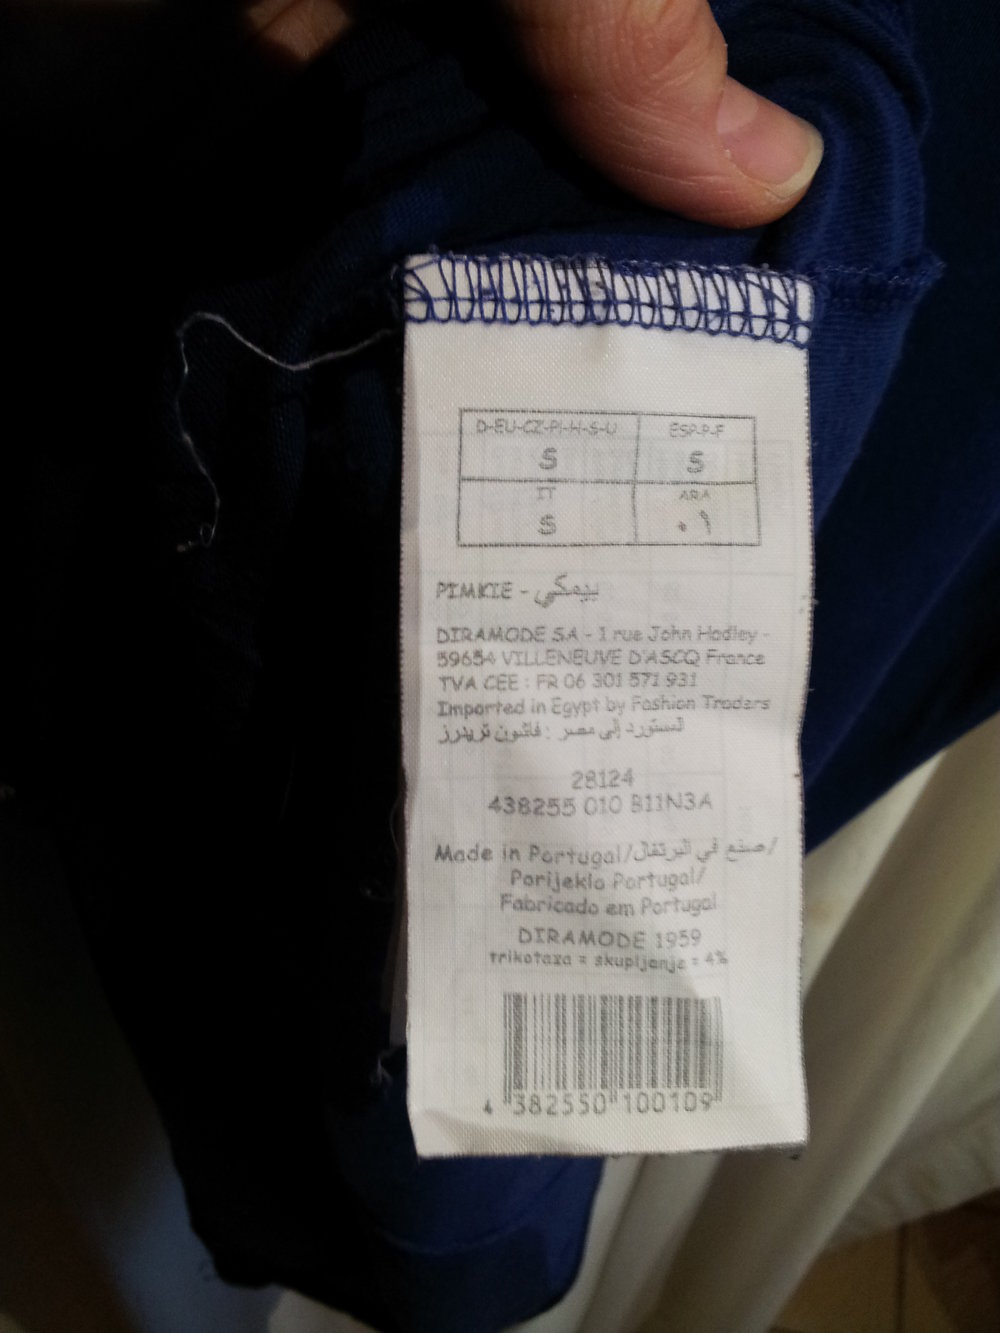 D-EU-CZ-PI-H-S-U ESP-P-F
S S
IT ARA
S ٠١
PIMKIE - بيمكي
DIRAMODE SA - 1 rue John Hadley -
59654 VILLENEUVE D'ASCQ France
TVA CEE : FR 06 301 571 931
Imported in Egypt by Fashion Traders
المستورد إلى مصر : فاشون تريدرز
28124
438255 010 B11N3A
Made in Portugal/صنع في البرتغال/
Porijeklo Portugal/
Fabricado em Portugal
DIRAMODE 1959
trikotaza = skupljanje = 4%
4 382550 100109